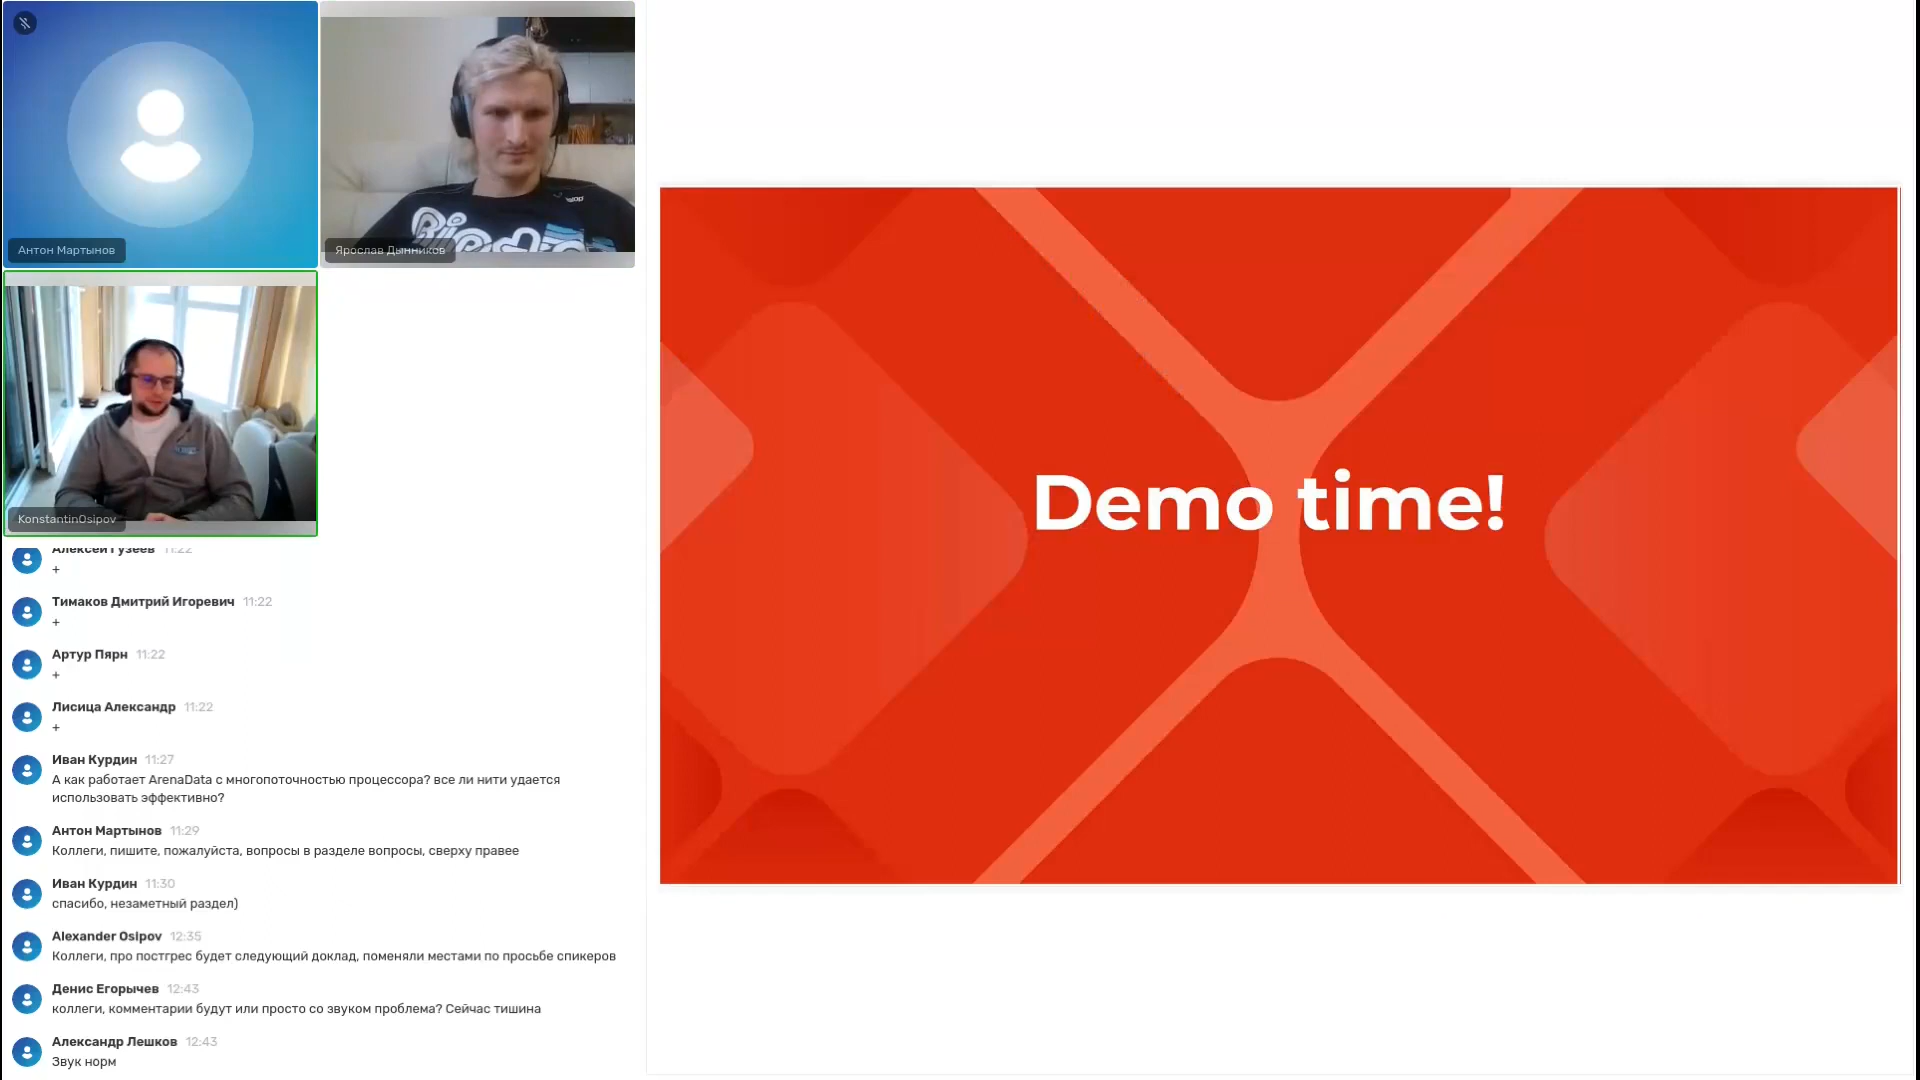 Антон Мартынов
Ярослав Дынников
KonstantinOsipov
Алексей Гузеев 11:22
+
Тимаков Дмитрий Игоревич 11:22
+
Артур Пярн 11:22
+
Лисица Александр 11:22
+
Иван Курдин 11:27
А как работает ArenaData с многопоточностью процессора? все ли нити удается
использовать эффективно?
Антон Мартынов 11:29
Коллеги, пишите, пожалуйста, вопросы в разделе вопросы, сверху правее
Иван Курдин 11:30
спасибо, незаметный раздел)
Alexander Osipov 12:35
Коллеги, про постгрес будет следующий доклад, поменяли местами по просьбе спикеров
Денис Егорычев 12:43
коллеги, комментарии будут или просто со звуком проблема? Сейчас тишина
Александр Лешков 12:43
Звук норм
Demo time!